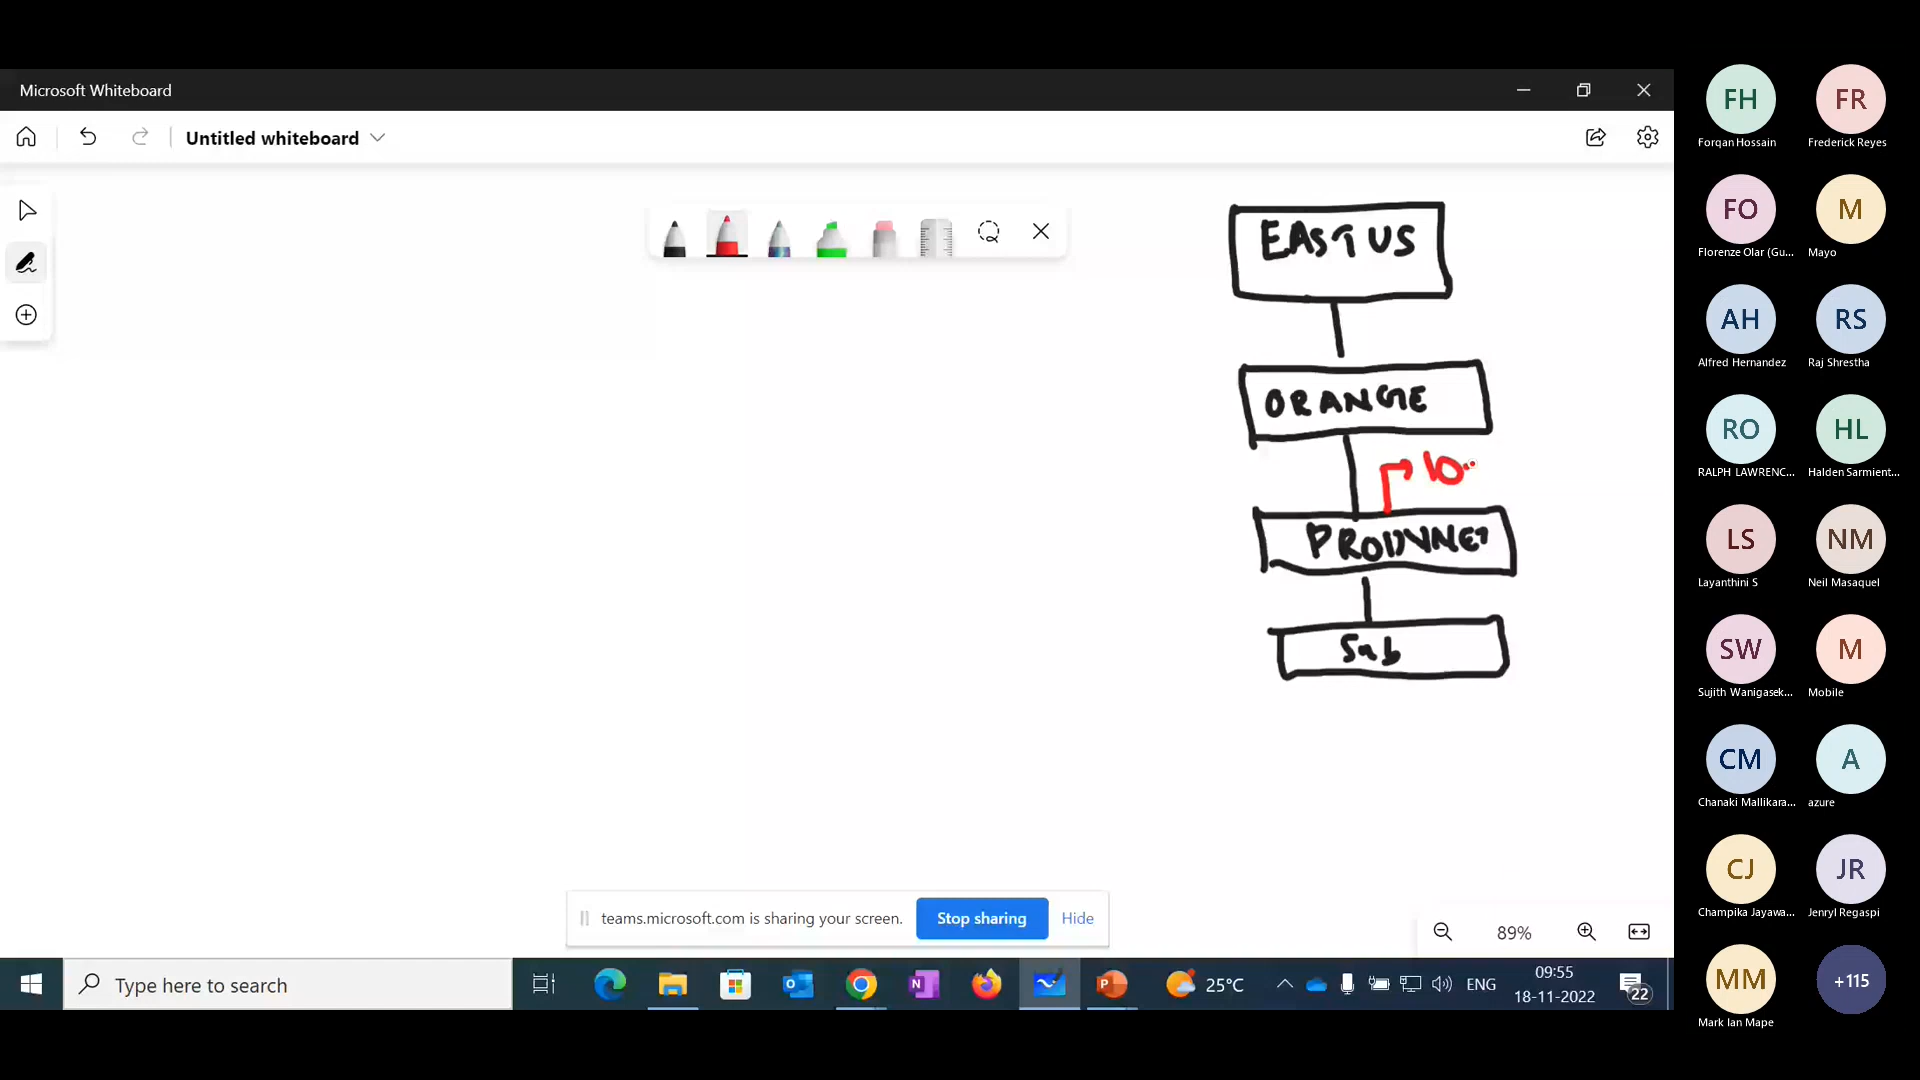 Microsoft Whiteboard
Untitled whiteboard
EASTUS
ORANGE
10.
PRODVNET
Sub
teams.microsoft.com is sharing your screen.
Stop sharing
Hide
89%
Type here to search
25°C
ENG
09:55
18-11-2022
22
FH
FR
Forqan Hossain
Frederick Reyes
FO
M
Florenze Olar (Gu...
Mayo
AH
RS
Alfred Hernandez
Raj Shrestha
RO
HL
RALPH LAWRENC...
Halden Sarmient...
LS
NM
Layanthini S
Neil Masaquel
SW
M
Sujith Wanigasek...
Mobile
CM
A
Chanaki Mallikara...
azure
CJ
JR
Champika Jayawa...
Jenryl Regaspi
MM
+115
Mark Ian Mape